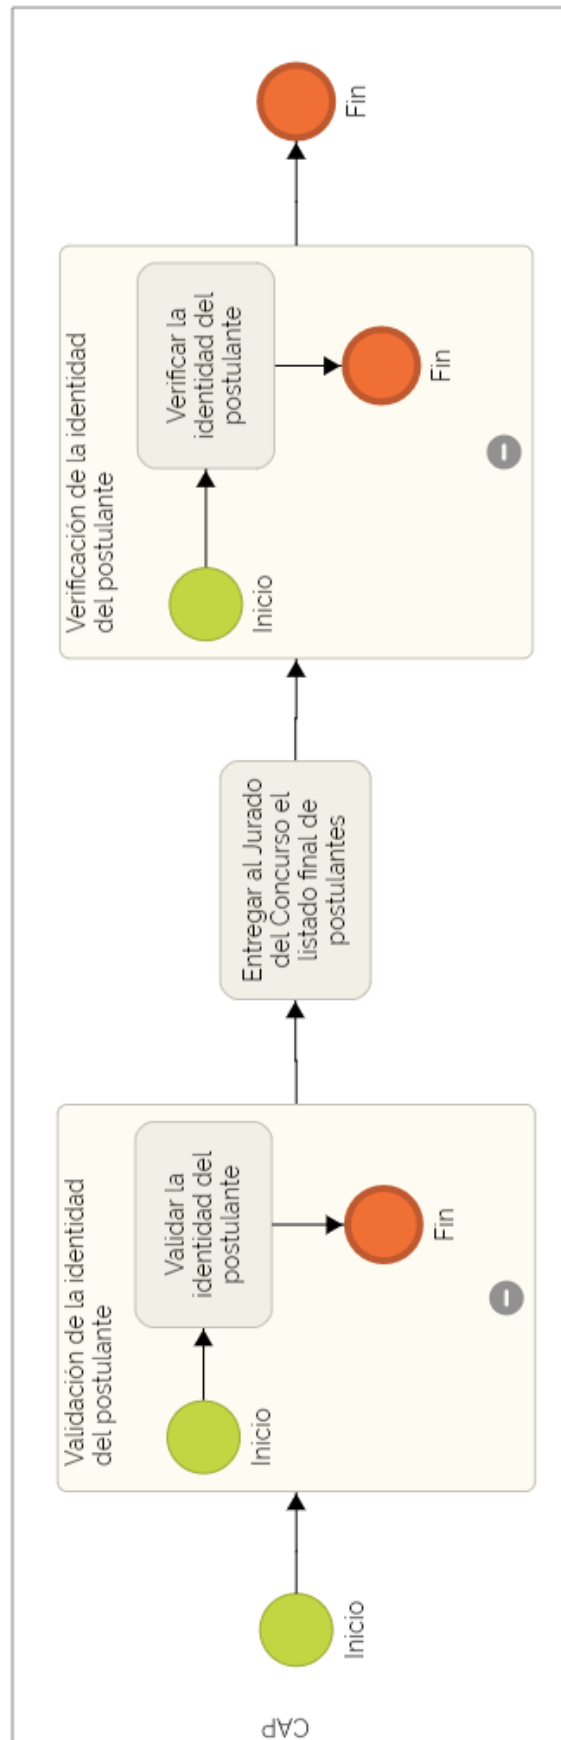 CAP
Inicio
Validación de la identidad
del postulante
Inicio
Validar la
identidad del
postulante
Fin
Entregar al Jurado
del Concurso el
listado final de
postulantes
Verificación de la identidad
del postulante
Inicio
Verificar la
identidad del
postulante
Fin
Fin